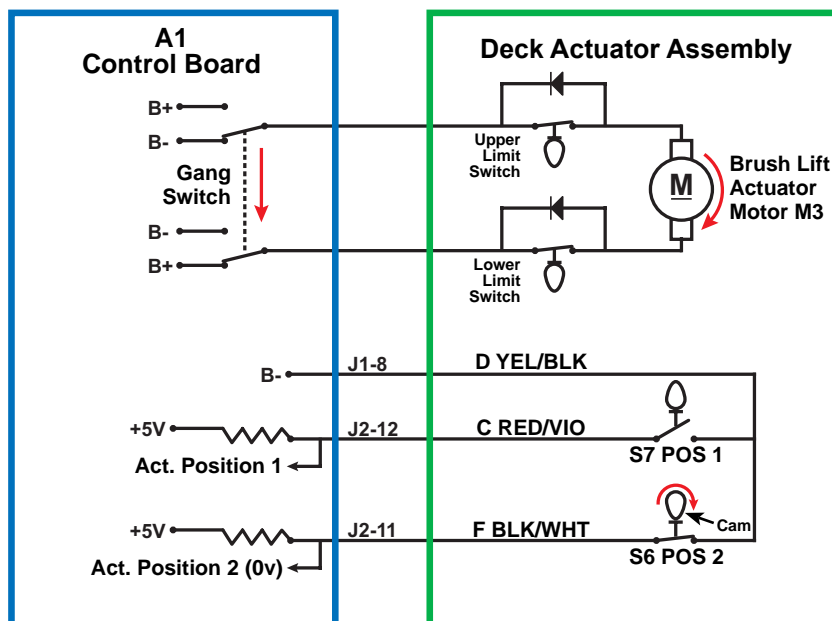 A1
Control Board
Deck Actuator Assembly
B+
B-
Gang
Switch
B-
B+
Upper
Limit
Switch
M
Brush Lift
Actuator
Motor M3
Lower
Limit
Switch
B-
J1-8
D YEL/BLK
+5V
J2-12
C RED/VIO
Act. Position 1
S7 POS 1
+5V
J2-11
F BLK/WHT
Cam
Act. Position 2 (0v)
S6 POS 2